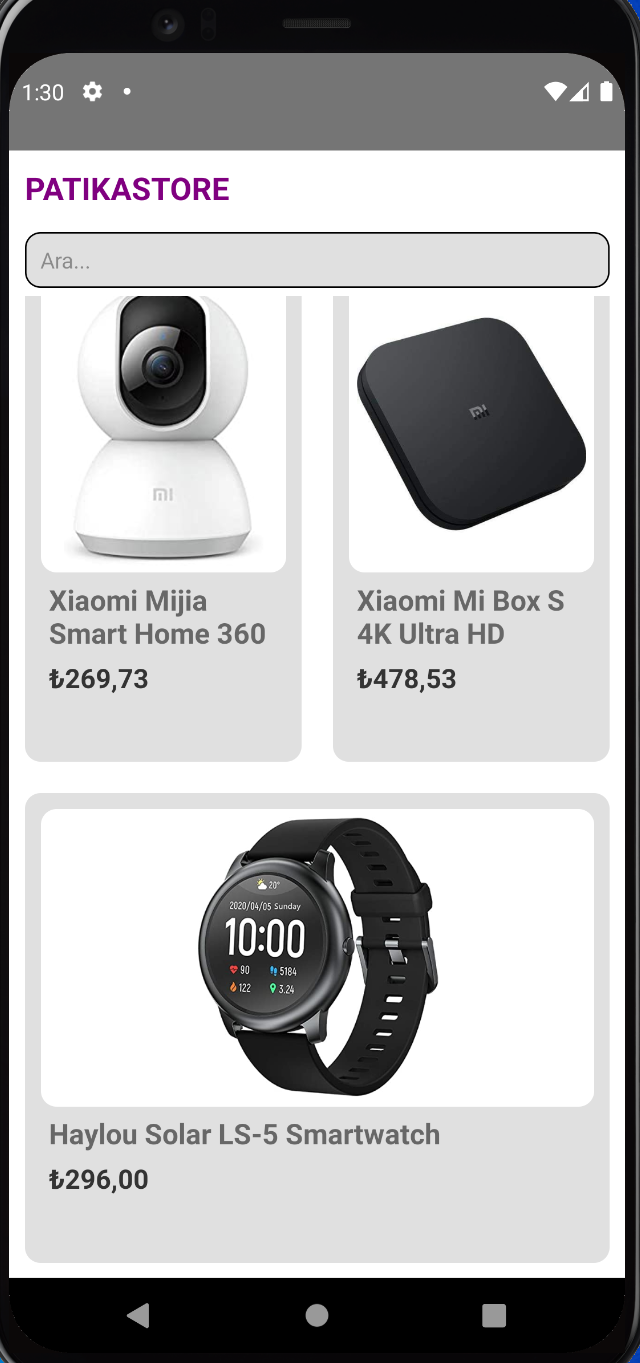 1:30
PATIKASTORE
Ara...
mi
mi
Xiaomi Mijia
Smart Home 360
₺269,73
Xiaomi Mi Box S
4K Ultra HD
₺478,53
20°
2020/04/05 Sunday
10:00
90 5184
122 3.24
Haylou Solar LS-5 Smartwatch
₺296,00